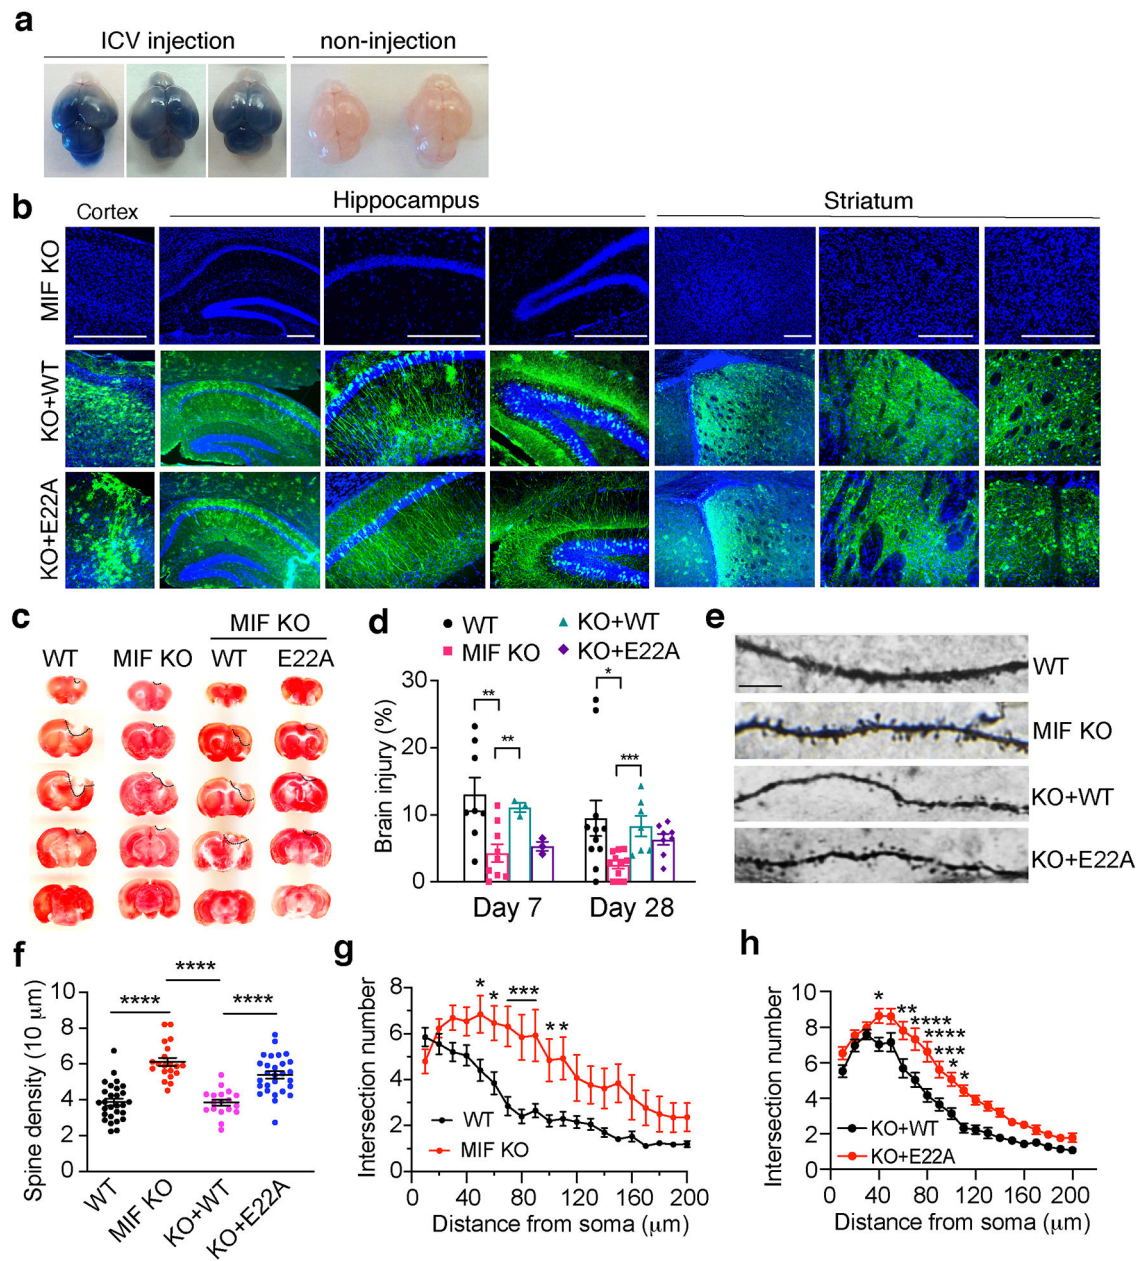 a
ICV injection
non-injection
b
Cortex
Hippocampus
Striatum
MIF KO
KO+WT
KO+E22A
c
MIF KO
WT
MIF KO
WT
E22A
d
WT
MIF KO
KO+WT
KO+E22A
Brain injury (%)
30
20
10
0
**
**
*
***
Day 7
Day 28
e
WT
MIF KO
KO+WT
KO+E22A
f
Spine density (10 μm)
10
8
6
4
2
0
****
****
****
WT
MIF KO
KO+WT
KO+E22A
g
Intersection number
8
6
4
2
0
*
*
***
* *
WT
MIF KO
0 40 80 120 160 200
Distance from soma (μm)
h
Intersection number
10
8
6
4
2
0
*
**
****
****
***
*
*
KO+WT
KO+E22A
0 40 80 120 160 200
Distance from soma (μm)